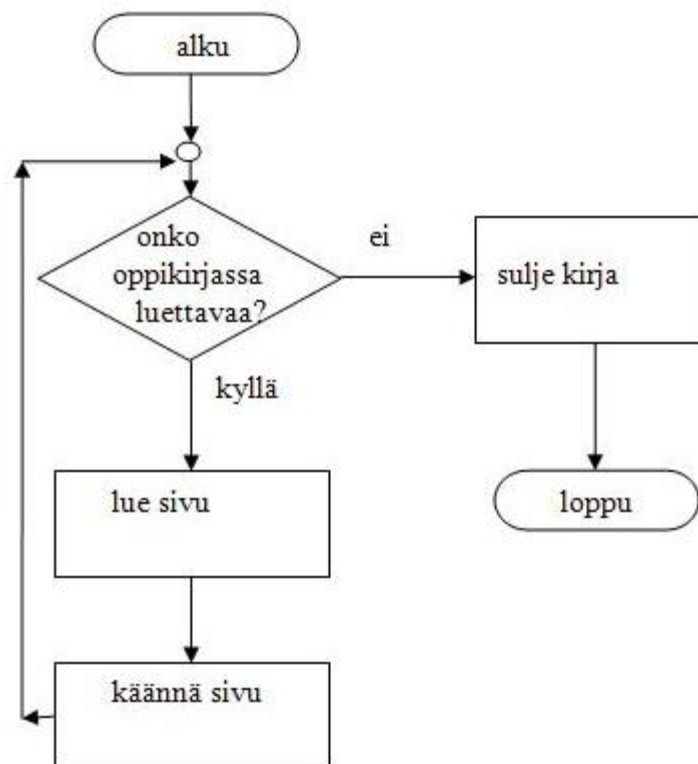 alku
onko
oppikirjassa
luettavaa?
ei
sulje kirja
kyllä
lue sivu
loppu
käännä sivu